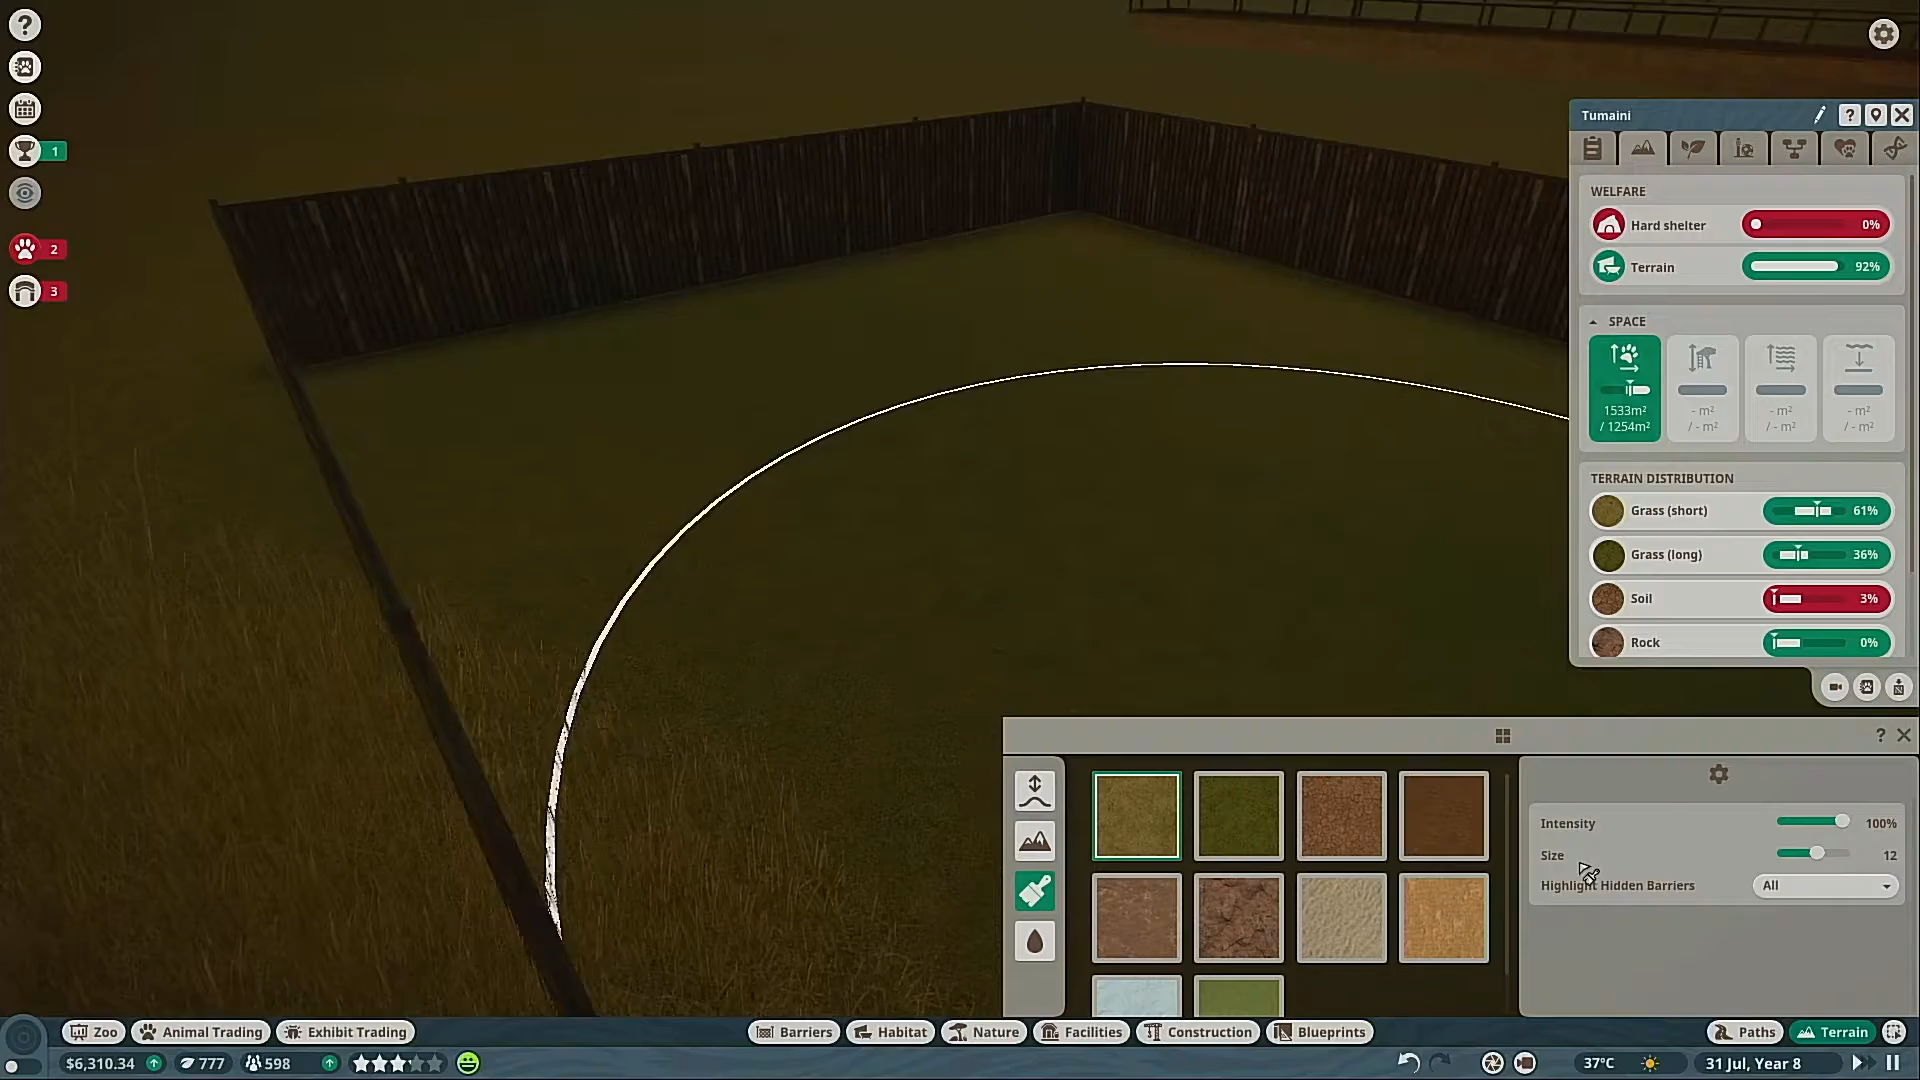 1
2
3
Tumaini
WELFARE
Hard shelter 0%
Terrain 92%
SPACE
1533m² - m² - m² - m²
/ 1254m² / - m² / - m² / - m²
TERRAIN DISTRIBUTION
Grass (short) 61%
Grass (long) 36%
Soil 3%
Rock 0%
Intensity 100%
Size 12
Highlight Hidden Barriers All
Zoo Animal Trading Exhibit Trading Barriers Habitat Nature Facilities Construction Blueprints Paths Terrain
$6,310.34 777 598 37°C 31 Jul, Year 8